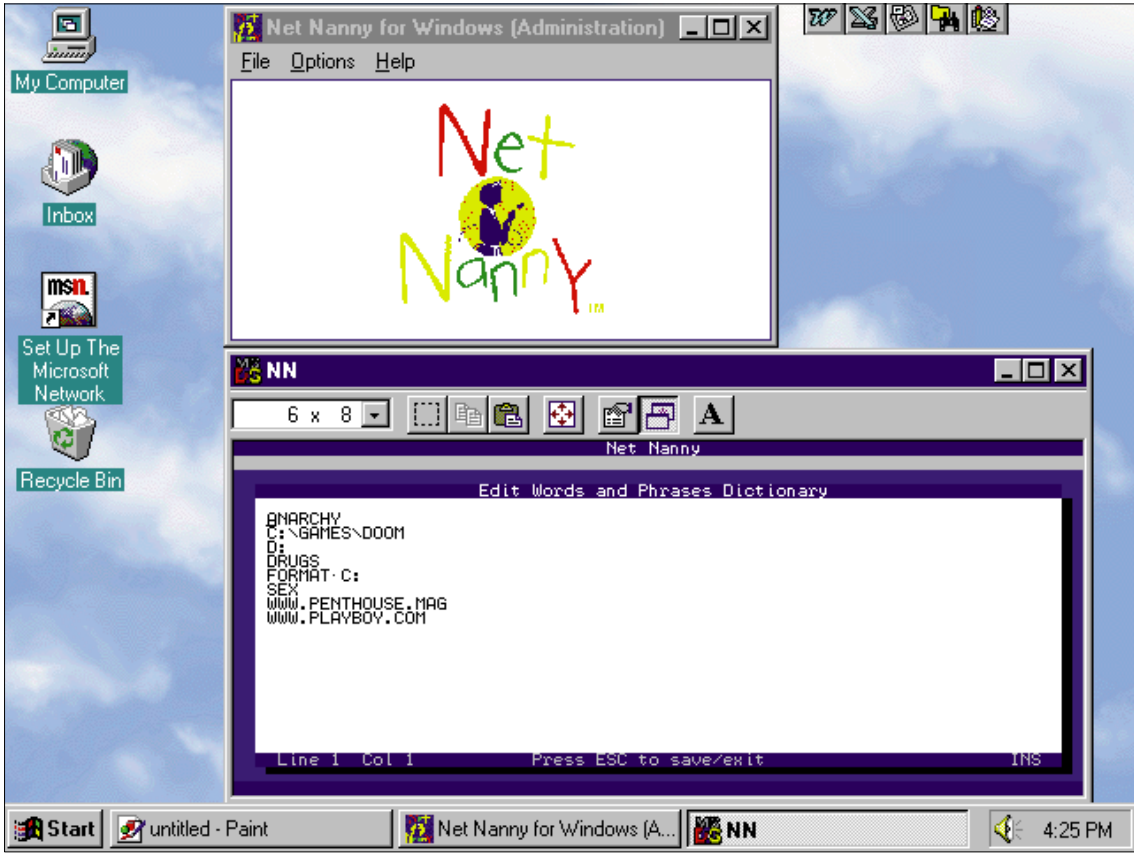 My Computer
Inbox
msn.
Set Up The
Microsoft
Network
Recycle Bin
Net Nanny for Windows (Administration)
File Options Help
Net
Nanny
TM
NN
6 x 8
A
Net Nanny
Edit Words and Phrases Dictionary
ANARCHY
C:\GAMES\DOOM
D:
DRUGS
FORMAT·C:
SEX
WWW.PENTHOUSE.MAG
WWW.PLAYBOY.COM
Line 1 Col 1 Press ESC to save/exit INS
Start untitled - Paint Net Nanny for Windows (A... NN 4:25 PM